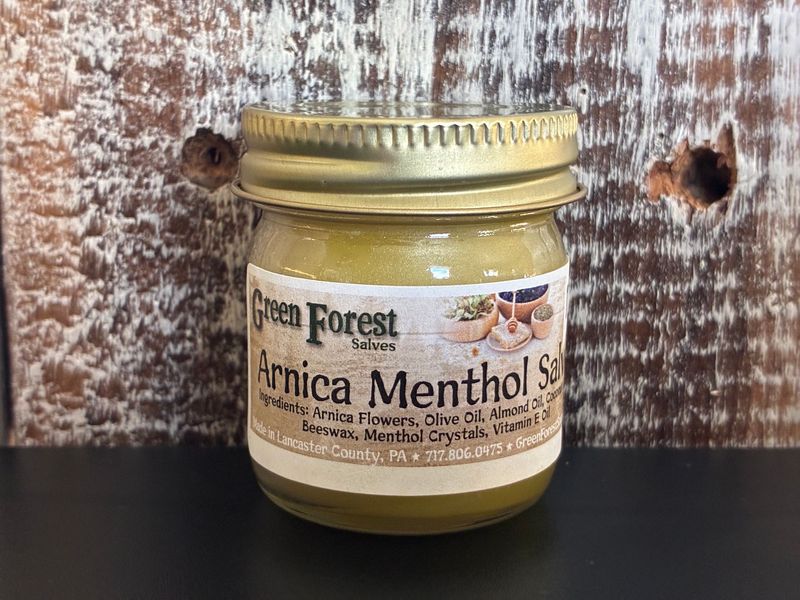 Green Forest
Salves
Arnica Menthol
Ingredients: Arnica Flowers, Olive Oil, Almond Oil,
Beeswax, Menthol Crystals, Vitamin E Oil
Made in Lancaster County, PA ★ 717.806.0475 ★